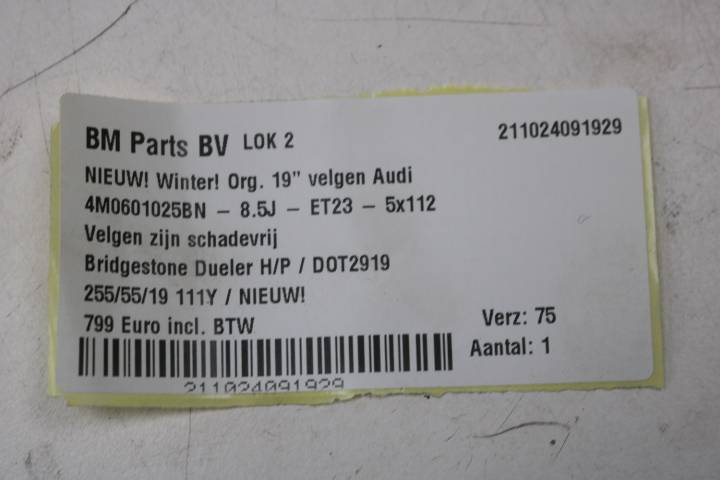 BM Parts BV LOK 2 211024091929
NIEUW! Winter! Org. 19" velgen Audi
4M0601025BN - 8.5J - ET23 - 5x112
Velgen zijn schadevrij
Bridgestone Dueler H/P / DOT2919
255/55/19 111Y / NIEUW!
799 Euro incl. BTW Verz: 75
Aantal: 1
211024091929